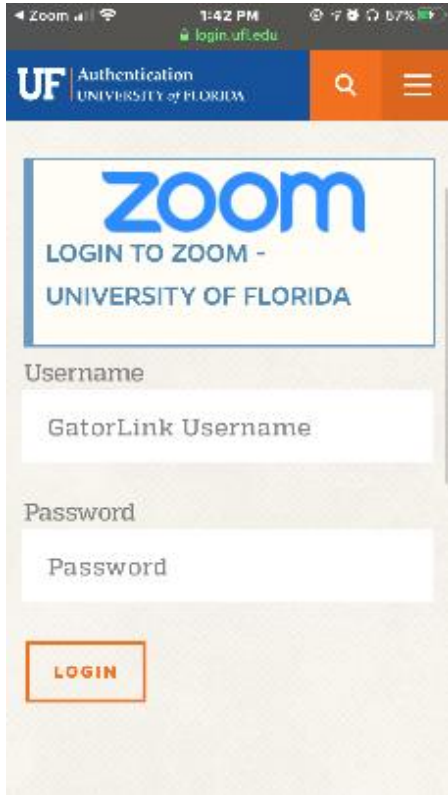 Zoom 1:42 PM 57%
login.ufl.edu
UF Authentication
UNIVERSITY of FLORIDA
zoom
LOGIN TO ZOOM -
UNIVERSITY OF FLORIDA
Username
GatorLink Username
Password
Password
LOGIN